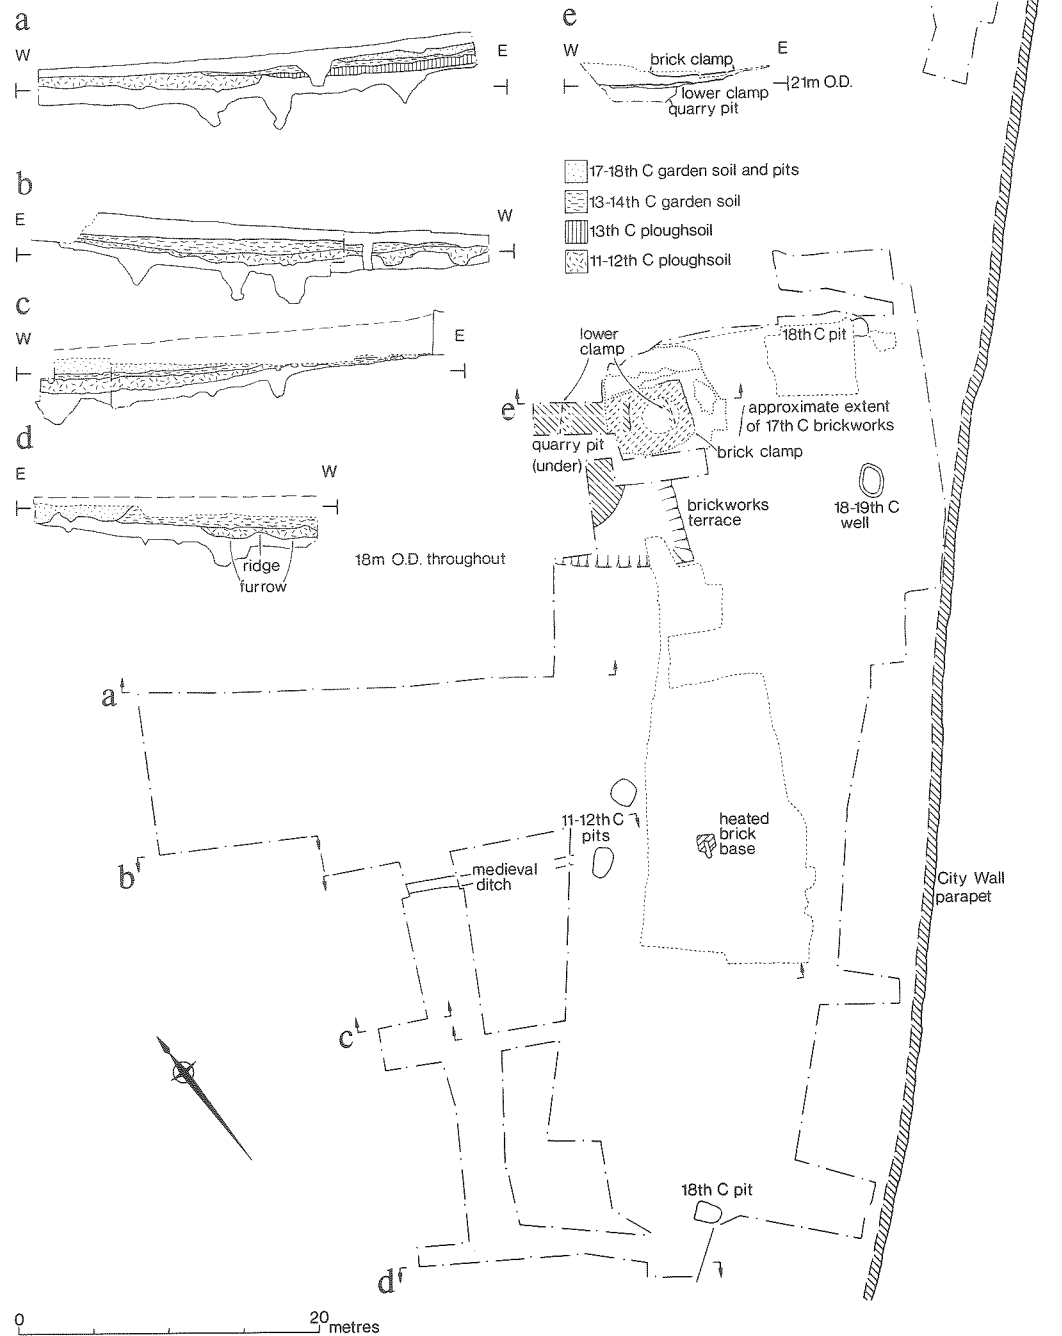 a
W
E
b
E
W
c
W
E
d
E
W
ridge
furrow
18m O.D. throughout
e
W
E
brick clamp
21m O.D.
lower clamp
quarry pit
17-18th C garden soil and pits
13-14th C garden soil
13th C ploughsoil
11-12th C ploughsoil
lower
clamp
18th C pit
e
approximate extent
of 17th C brickworks
quarry pit
(under)
brick clamp
brickworks
terrace
18-19th C
well
a
11-12th C
pits
heated
brick
base
b
medieval
ditch
City Wall
parapet
c
18th C pit
d
0
20
metres